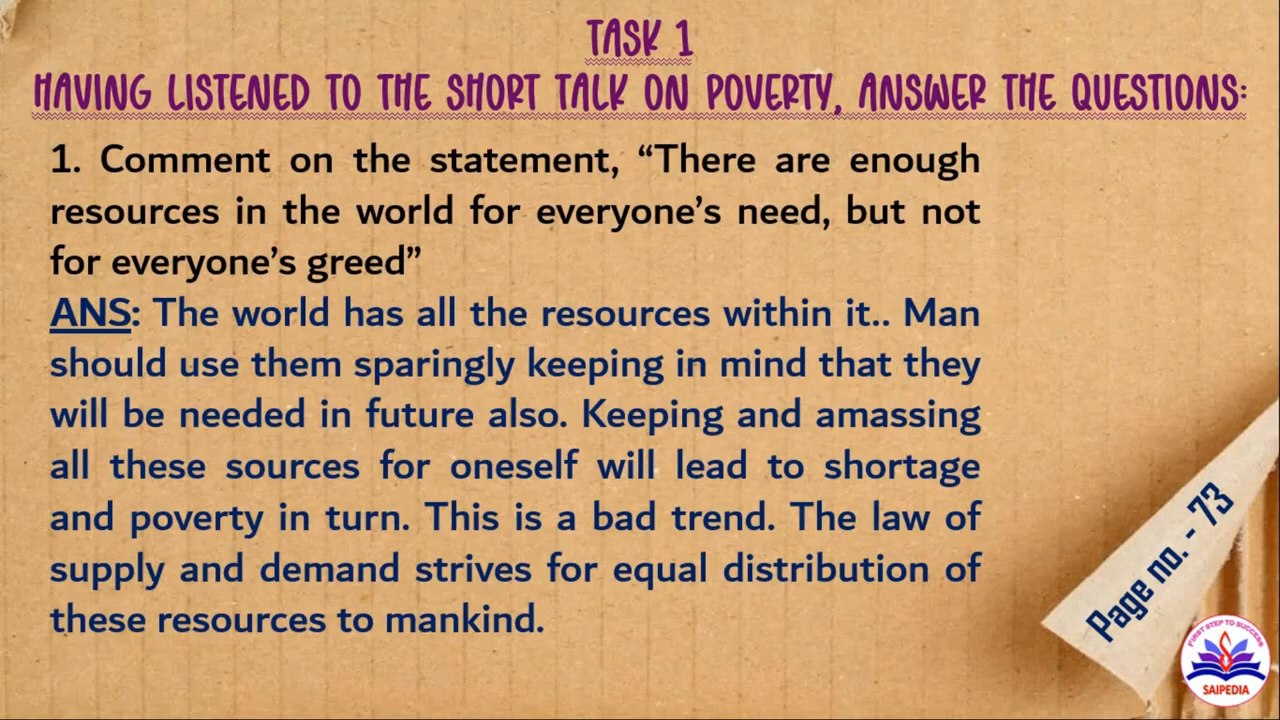 TASK 1
HAVING LISTENED TO THE SHORT TALK ON POVERTY, ANSWER THE QUESTIONS:
1. Comment on the statement, “There are enough
resources in the world for everyone’s need, but not
for everyone’s greed”
ANS: The world has all the resources within it.. Man
should use them sparingly keeping in mind that they
will be needed in future also. Keeping and amassing
all these sources for oneself will lead to shortage
and poverty in turn. This is a bad trend. The law of
supply and demand strives for equal distribution of
these resources to mankind.
Page no. - 73
FIRST STEP TO SUCCESS
SAIPEDIA